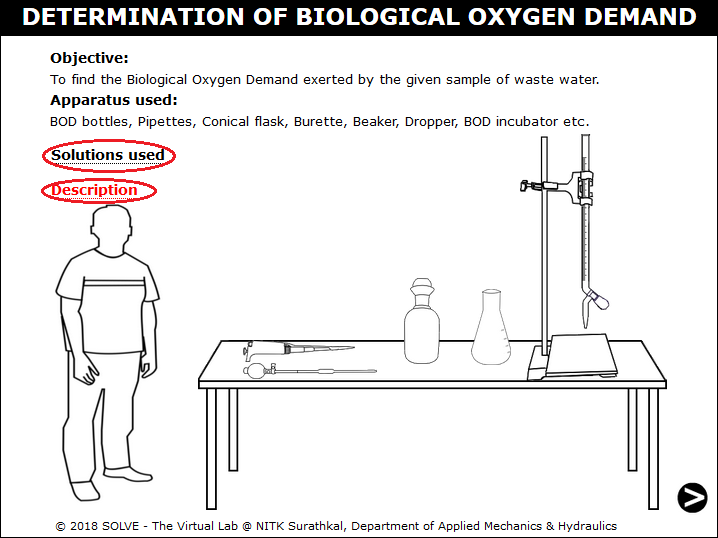 DETERMINATION OF BIOLOGICAL OXYGEN DEMAND
Objective:
To find the Biological Oxygen Demand exerted by the given sample of waste water.
Apparatus used:
BOD bottles, Pipettes, Conical flask, Burette, Beaker, Dropper, BOD incubator etc.
Solutions used
Description
© 2018 SOLVE - The Virtual Lab @ NITK Surathkal, Department of Applied Mechanics & Hydraulics